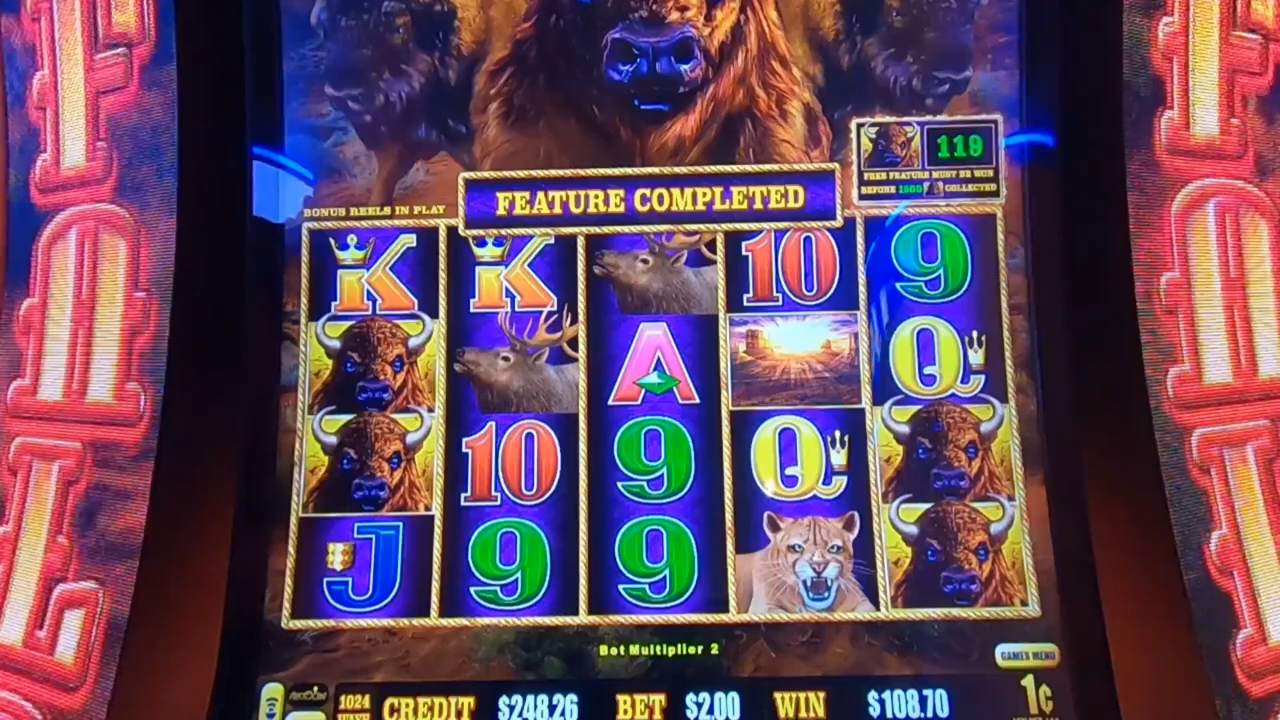 119
FREE FEATURE MUST BE WON
BEFORE 1800 COLLECTED
BONUS REELS IN PLAY
FEATURE COMPLETED
K K 10 9
A Q
10 9 Q
J 9 9
Bet Multiplier 2
GAMES MENU
1024
WAYS CREDIT $248.26 BET $2.00 WIN $108.70 1¢